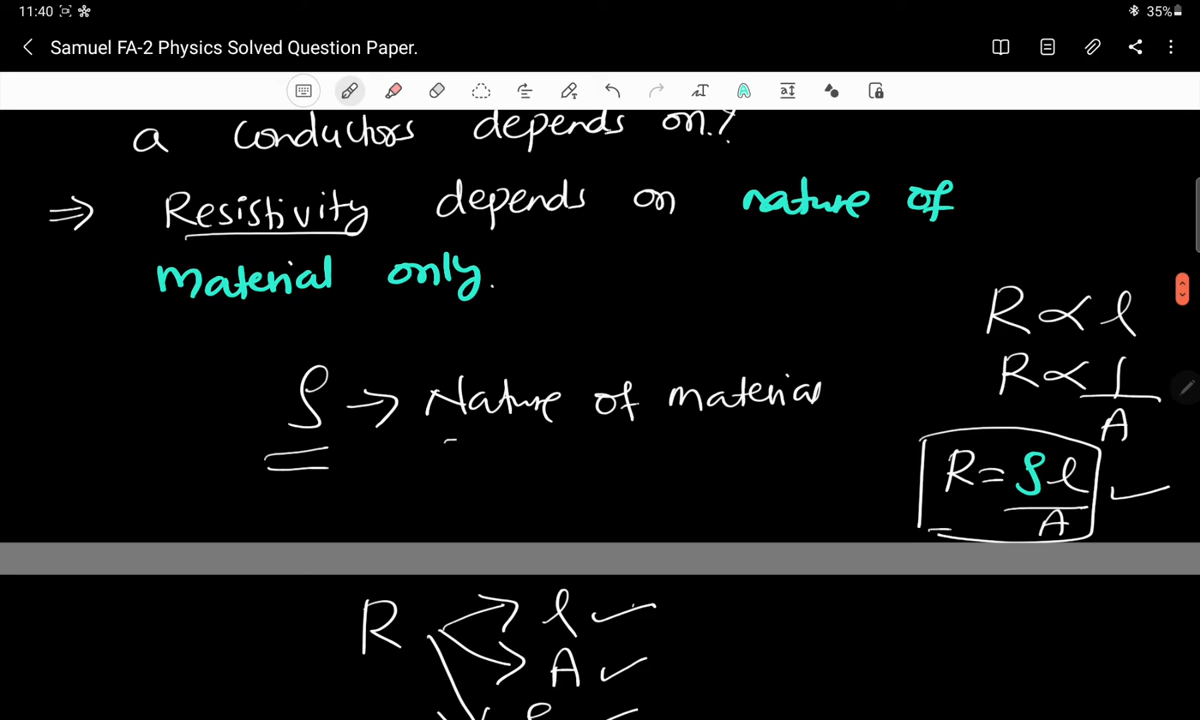 11:40
35%
Samuel FA-2 Physics Solved Question Paper.
a conductors depends on.?
⇒ Resistivity depends on nature of
material only.
R ∝ l
R ∝ 1/A
ρ → Nature of material
R = ρl/A ✓
R → l ✓
→ A ✓
→ ρ ✓